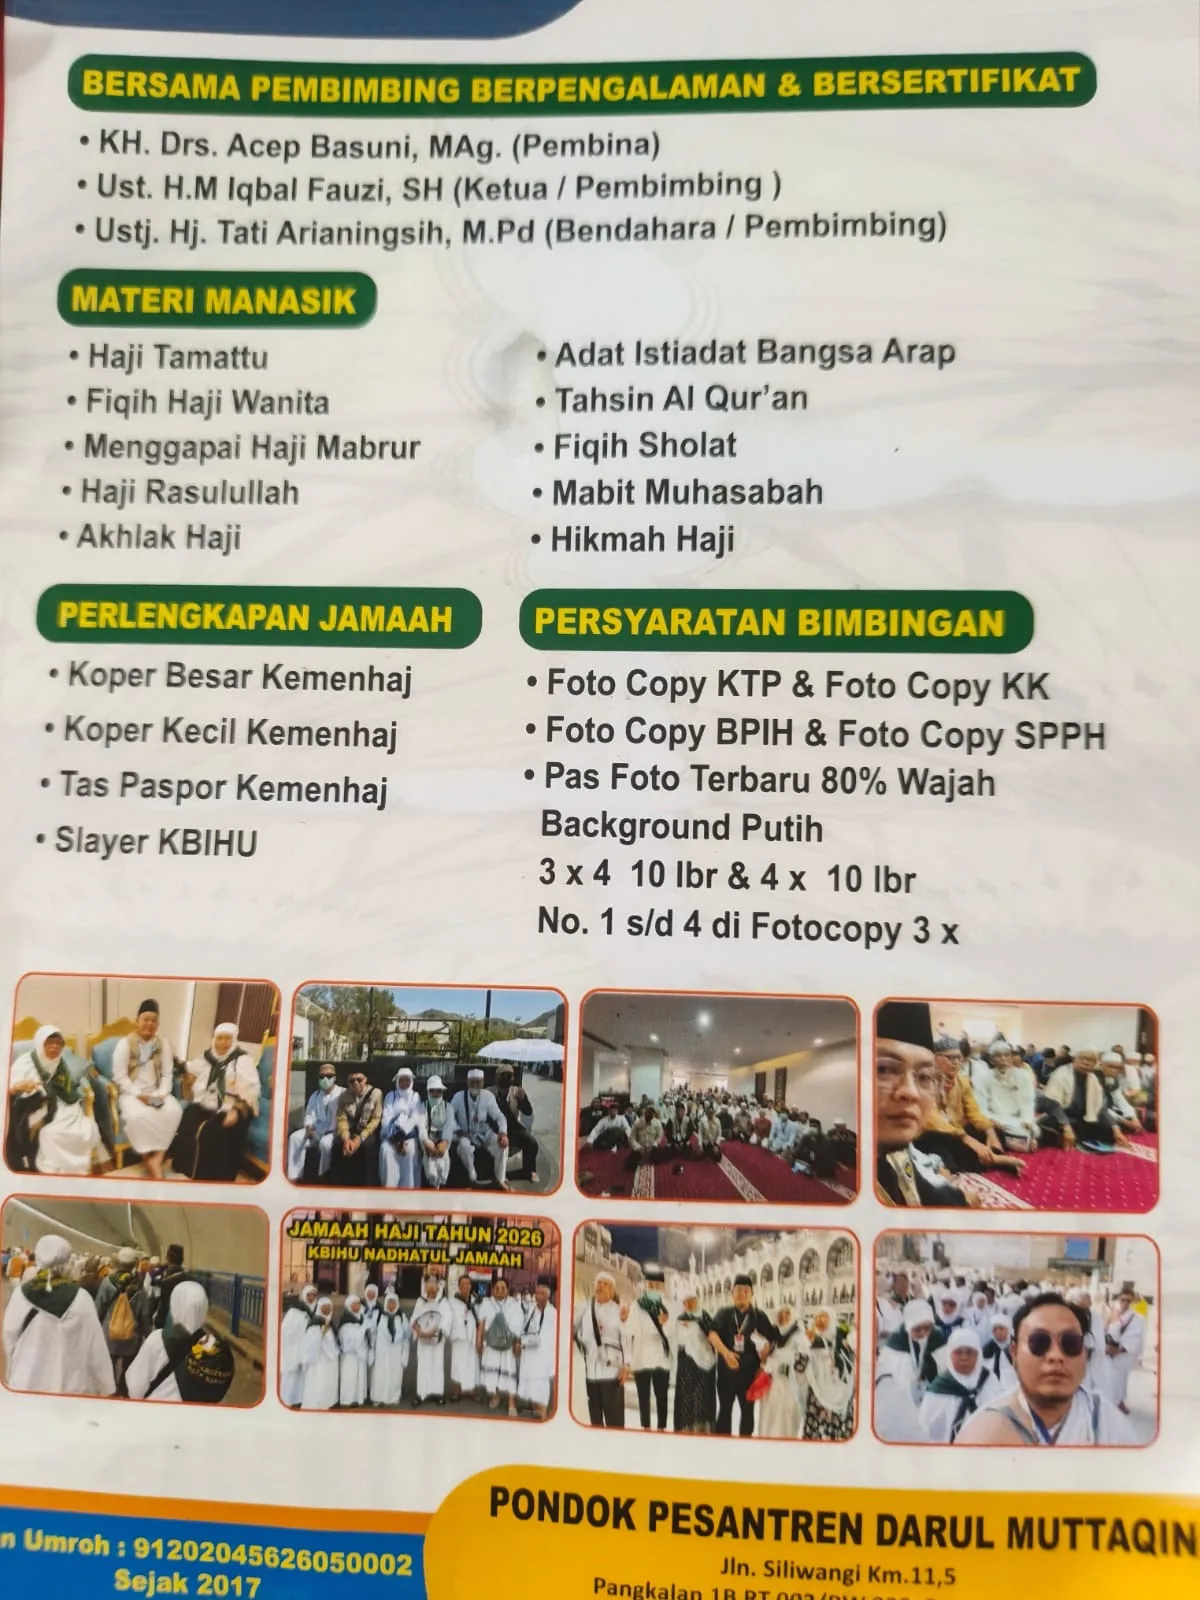 BERSAMA PEMBIMBING BERPENGALAMAN & BERSERTIFIKAT
• KH. Drs. Acep Basuni, MAg. (Pembina)
• Ust. H.M Iqbal Fauzi, SH (Ketua / Pembimbing )
• Ustj. Hj. Tati Arianingsih, M.Pd (Bendahara / Pembimbing)
MATERI MANASIK
• Haji Tamattu
• Fiqih Haji Wanita
• Menggapai Haji Mabrur
• Haji Rasulullah
• Akhlak Haji
• Adat Istiadat Bangsa Arap
• Tahsin Al Qur'an
• Fiqih Sholat
• Mabit Muhasabah
• Hikmah Haji
PERLENGKAPAN JAMAAH
• Koper Besar Kemenhaj
• Koper Kecil Kemenhaj
• Tas Paspor Kemenhaj
• Slayer KBIHU
PERSYARATAN BIMBINGAN
• Foto Copy KTP & Foto Copy KK
• Foto Copy BPIH & Foto Copy SPPH
• Pas Foto Terbaru 80% Wajah
Background Putih
3 x 4 10 lbr & 4 x 10 lbr
No. 1 s/d 4 di Fotocopy 3 x
JAMAAH HAJI TAHUN 2026
KBIHU NADHATUL JAMAAH
n Umroh : 91202045626050002
Sejak 2017
PONDOK PESANTREN DARUL MUTTAQIN
Jln. Siliwangi Km.11,5
Pangkalan 1B RT